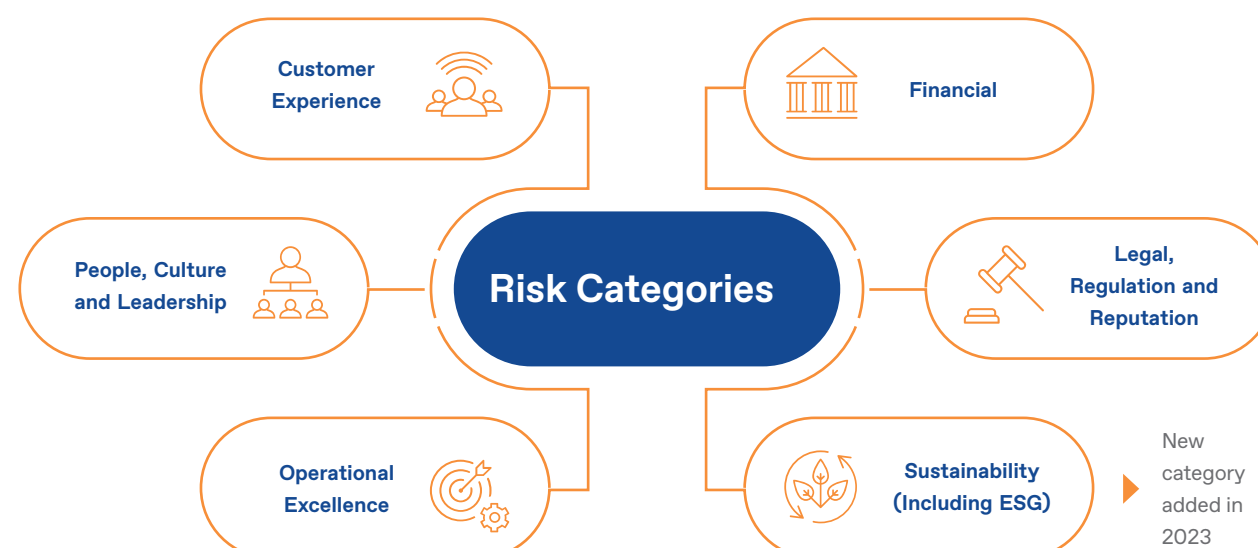 Customer
Experience
Financial
People, Culture
and Leadership
Risk Categories
Legal,
Regulation and
Reputation
Operational
Excellence
Sustainability
(Including ESG)
New
category
added in
2023